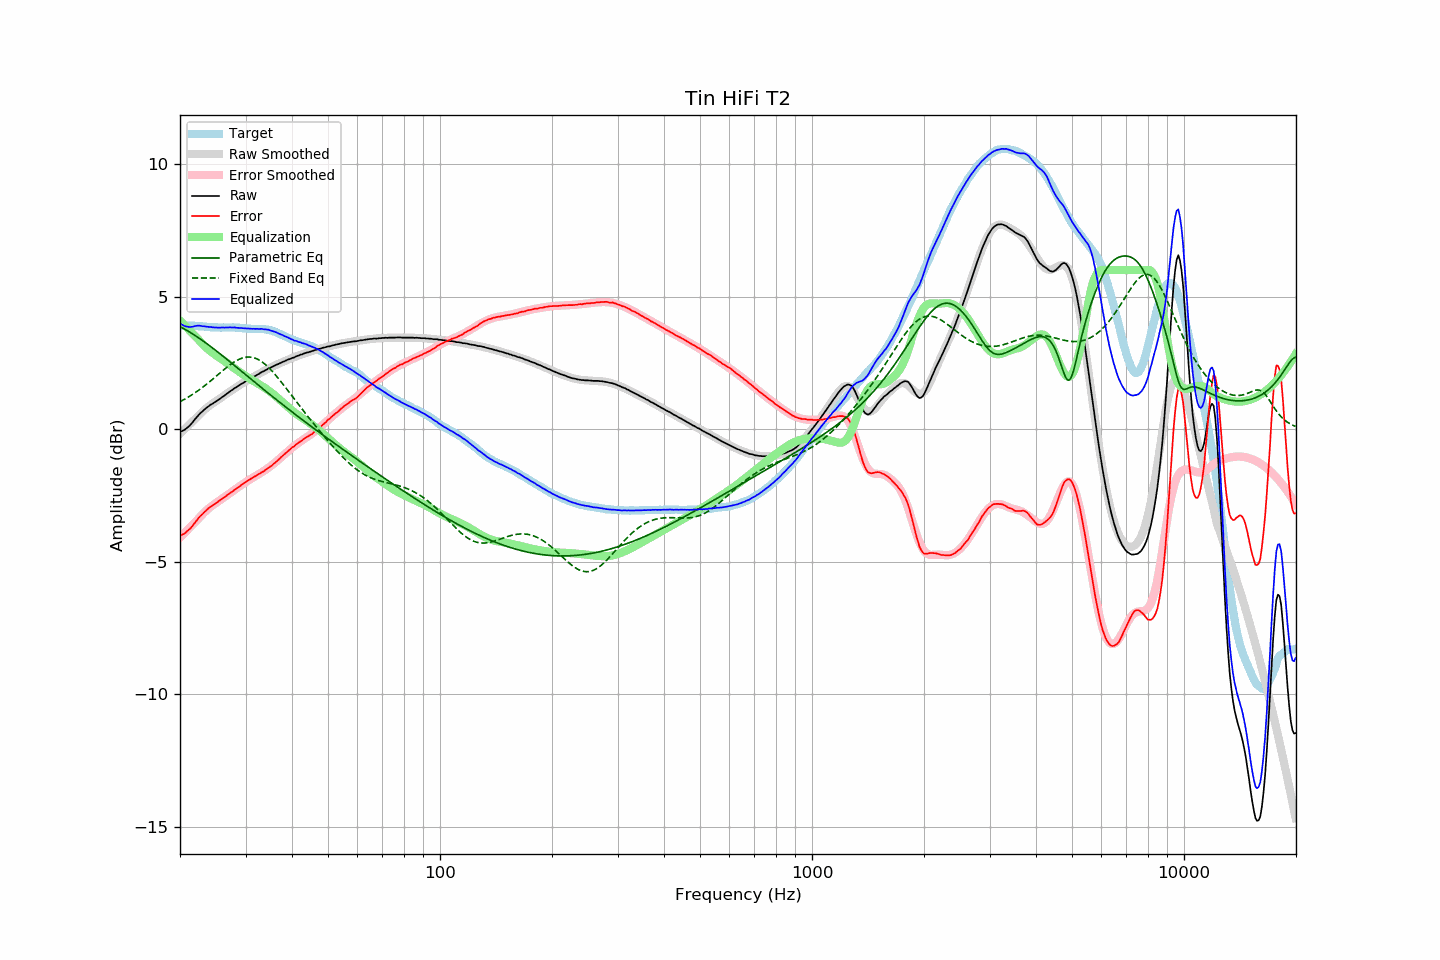 Tin HiFi T2
Target
Raw Smoothed
Error Smoothed
Raw
Error
Equalization
Parametric Eq
Fixed Band Eq
Equalized
Amplitude (dBr)
10
5
0
−5
−10
−15
100
1000
10000
Frequency (Hz)